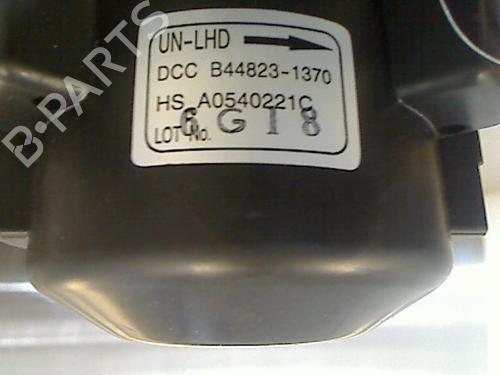 B-PARTS
UN-LHD
DCC B44823-1370
HS A0540221C
LOT No. 6G18